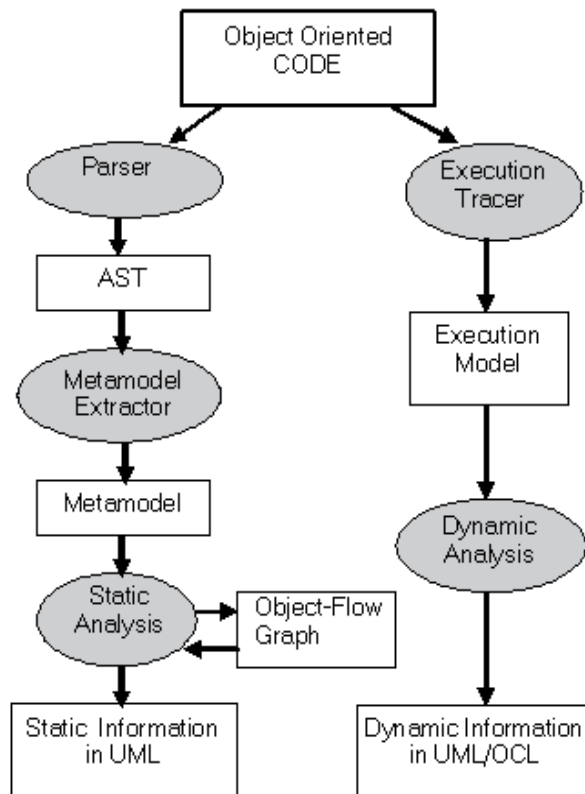 Object Oriented
CODE
Parser
Execution
Tracer
AST
Execution
Model
Metamodel
Extractor
Metamodel
Dynamic
Analysis
Static
Analysis
Object-Flow
Graph
Static Information
in UML
Dynamic Information
in UML/OCL